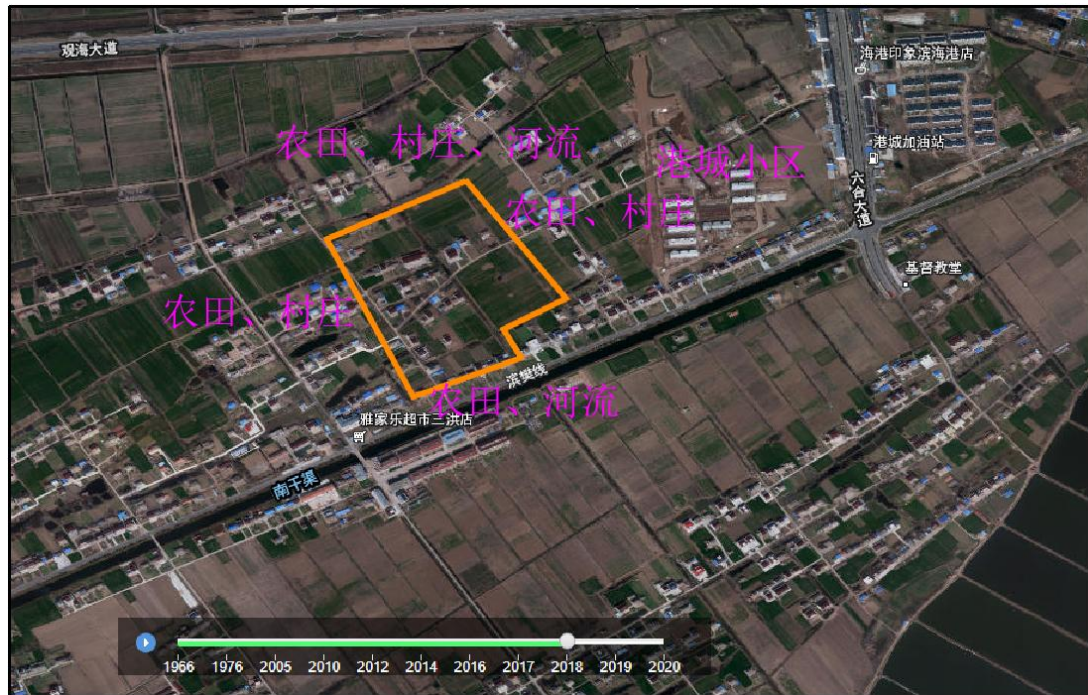 观海大道
海港印象滨海港店
农田、村庄、河流
港城小区
港城加油站
农田、村庄
六合大道
基督教堂
农田、村庄
滨樊线
农田、河流
雅家乐超市三洪店
南干渠
1966 1976 2005 2010 2012 2014 2016 2017 2018 2019 2020